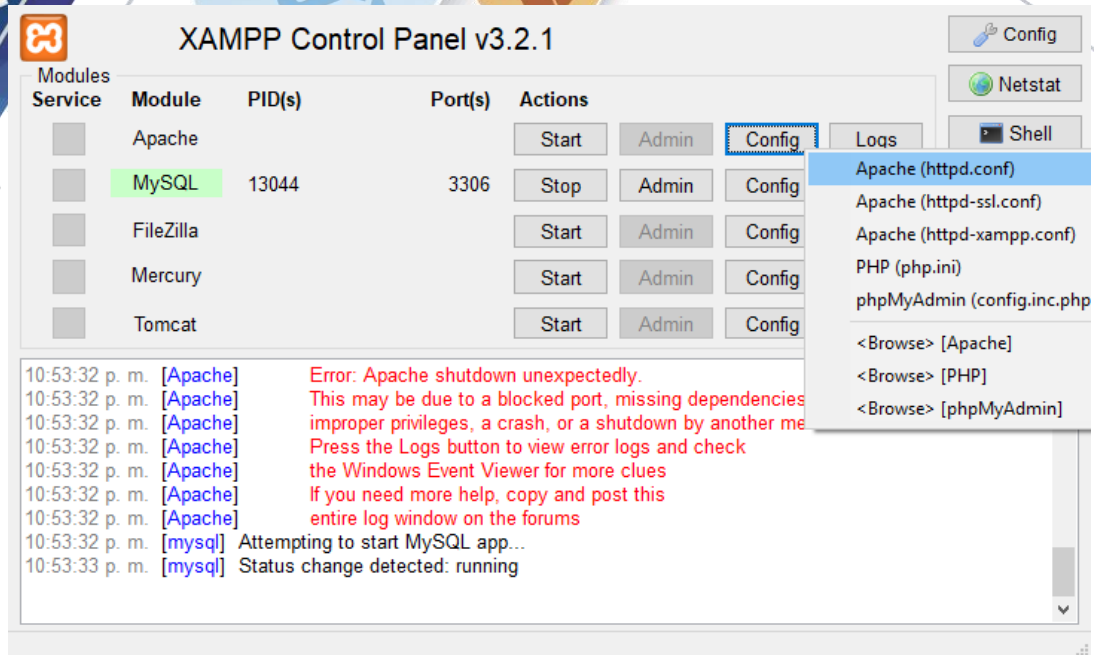 XAMPP Control Panel v3.2.1
Config
Modules
Service Module PID(s) Port(s) Actions
Netstat
Apache Start Admin Config Logs
Shell
MySQL 13044 3306 Stop Admin Config
FileZilla Start Admin Config
Mercury Start Admin Config
Tomcat Start Admin Config
Apache (httpd.conf)
Apache (httpd-ssl.conf)
Apache (httpd-xampp.conf)
PHP (php.ini)
phpMyAdmin (config.inc.php
<Browse> [Apache]
<Browse> [PHP]
<Browse> [phpMyAdmin]
10:53:32 p. m. [Apache] Error: Apache shutdown unexpectedly.
10:53:32 p. m. [Apache] This may be due to a blocked port, missing dependencies
10:53:32 p. m. [Apache] improper privileges, a crash, or a shutdown by another me
10:53:32 p. m. [Apache] Press the Logs button to view error logs and check
10:53:32 p. m. [Apache] the Windows Event Viewer for more clues
10:53:32 p. m. [Apache] If you need more help, copy and post this
10:53:32 p. m. [Apache] entire log window on the forums
10:53:32 p. m. [mysql] Attempting to start MySQL app...
10:53:33 p. m. [mysql] Status change detected: running